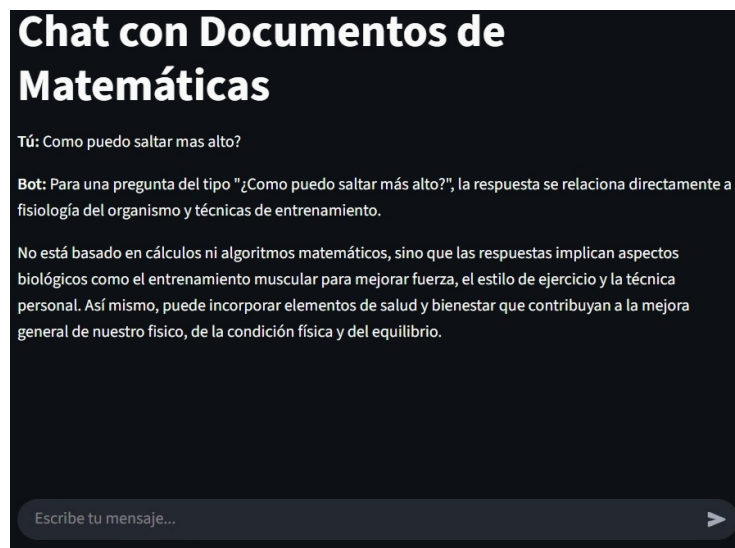 Chat con Documentos de
Matemáticas
Tú: Como puedo saltar mas alto?
Bot: Para una pregunta del tipo "¿Como puedo saltar más alto?", la respuesta se relaciona directamente a
fisiología del organismo y técnicas de entrenamiento.
No está basado en cálculos ni algoritmos matemáticos, sino que las respuestas implican aspectos
biológicos como el entrenamiento muscular para mejorar fuerza, el estilo de ejercicio y la técnica
personal. Así mismo, puede incorporar elementos de salud y bienestar que contribuyan a la mejora
general de nuestro fisico, de la condición física y del equilibrio.
Escribe tu mensaje...